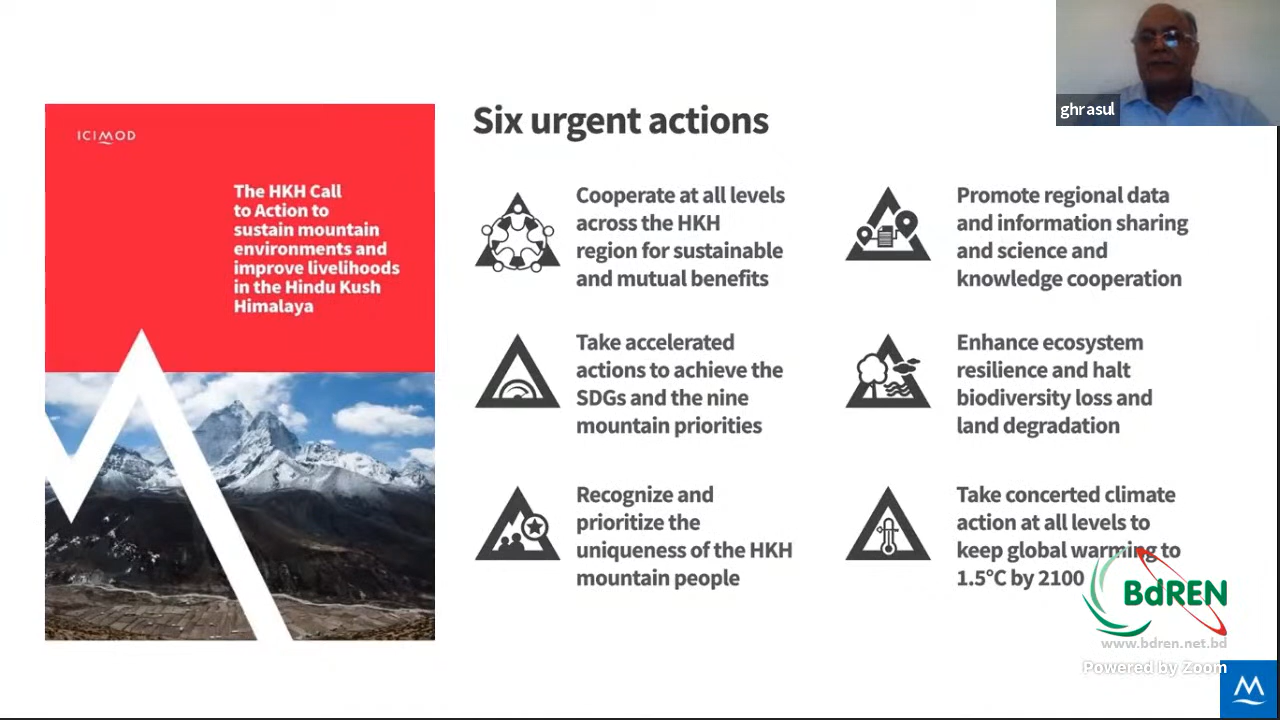 ghrasul
ICIMOD
The HKH Call
to Action to
sustain mountain
environments and
improve livelihoods
in the Hindu Kush
Himalaya
Six urgent actions
Cooperate at all levels
across the HKH
region for sustainable
and mutual benefits
Promote regional data
and information sharing
and science and
knowledge cooperation
Take accelerated
actions to achieve the
SDGs and the nine
mountain priorities
Enhance ecosystem
resilience and halt
biodiversity loss and
land degradation
Recognize and
prioritize the
uniqueness of the HKH
mountain people
Take concerted climate
action at all levels to
keep global warming to
1.5°C by 2100
BdREN
www.bdren.net.bd
Powered by Zoom